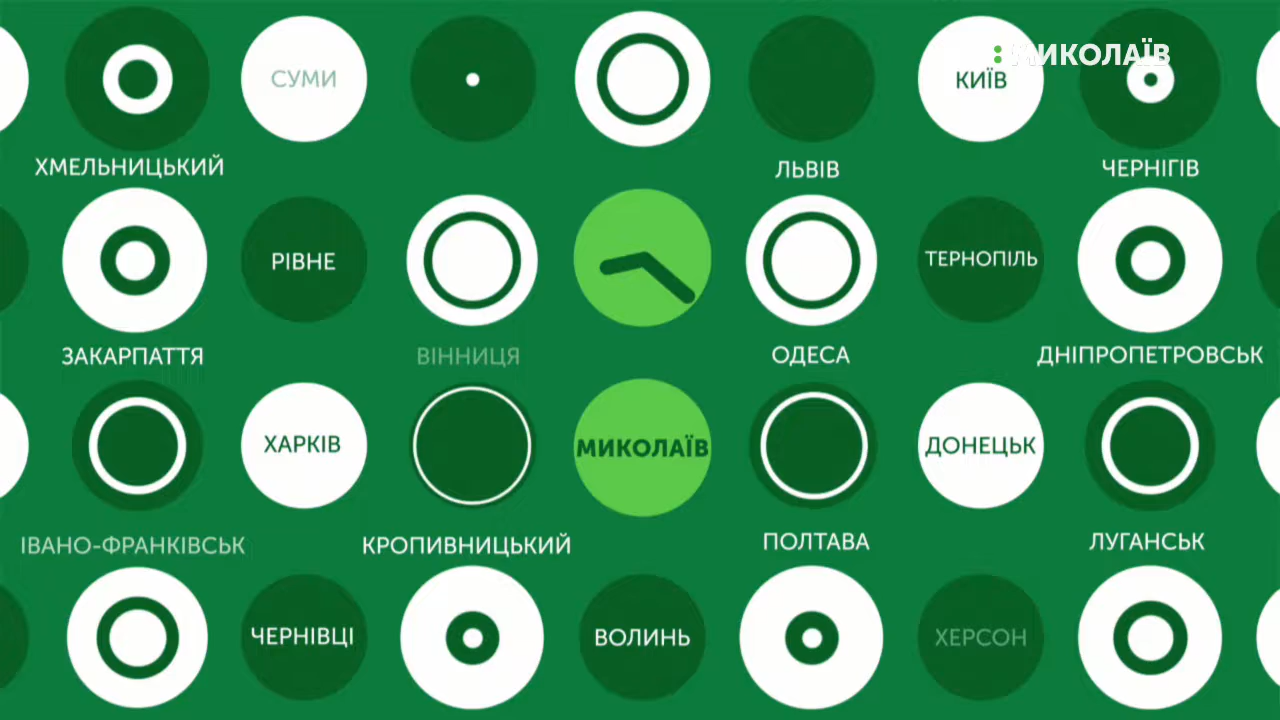 МИКОЛАЇВ
СУМИ
КИЇВ
ХМЕЛЬНИЦЬКИЙ
ЛЬВІВ
ЧЕРНІГІВ
РІВНЕ
ТЕРНОПІЛЬ
ЗАКАРПАТТЯ
ВІННИЦЯ
ОДЕСА
ДНІПРОПЕТРОВСЬК
ХАРКІВ
МИКОЛАЇВ
ДОНЕЦЬК
ІВАНО-ФРАНКІВСЬК
КРОПИВНИЦЬКИЙ
ПОЛТАВА
ЛУГАНСЬК
ЧЕРНІВЦІ
ВОЛИНЬ
ХЕРСОН